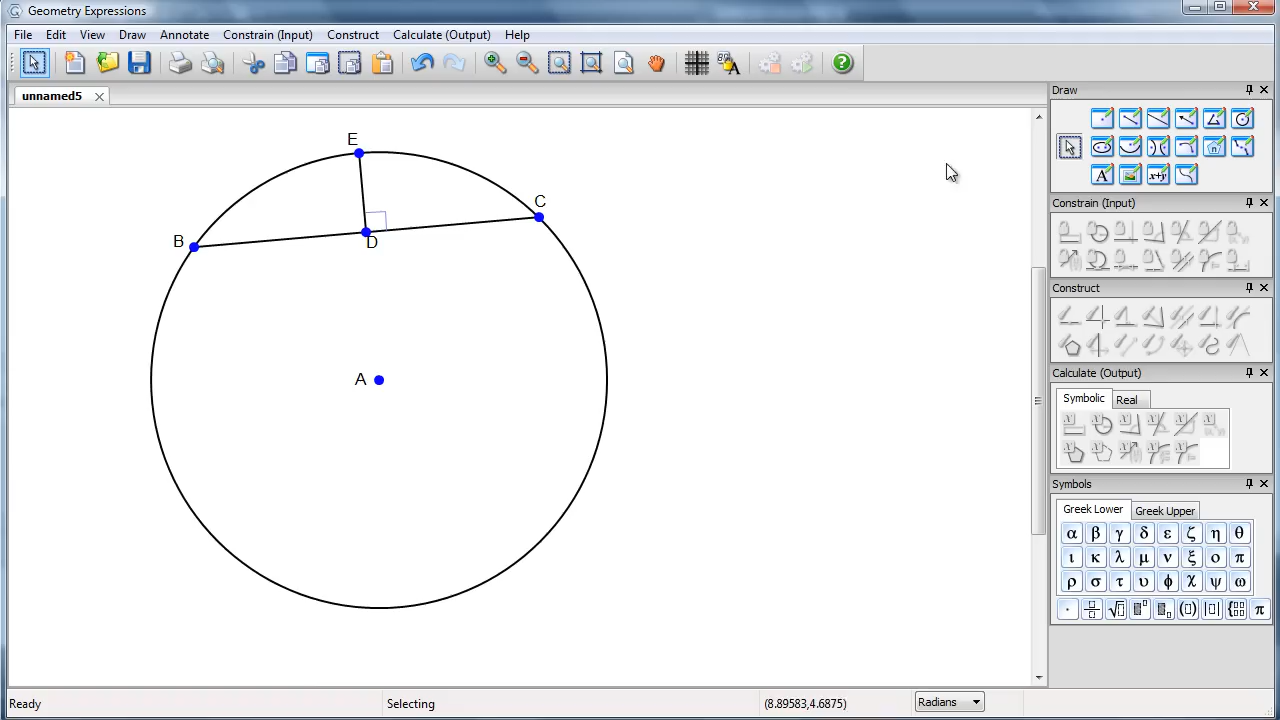 Geometry Expressions
File Edit View Draw Annotate Constrain (Input) Construct Calculate (Output) Help
unnamed5
Draw
A x+y
Constrain (Input)
Construct
Calculate (Output)
Symbolic Real
Symbols
Greek Lower Greek Upper
α β γ δ ε ζ η θ
ι κ λ μ ν ξ ο π
ρ σ τ υ φ χ ψ ω
π
E
C
B
D
A
Ready Selecting (8.89583,4.6875) Radians